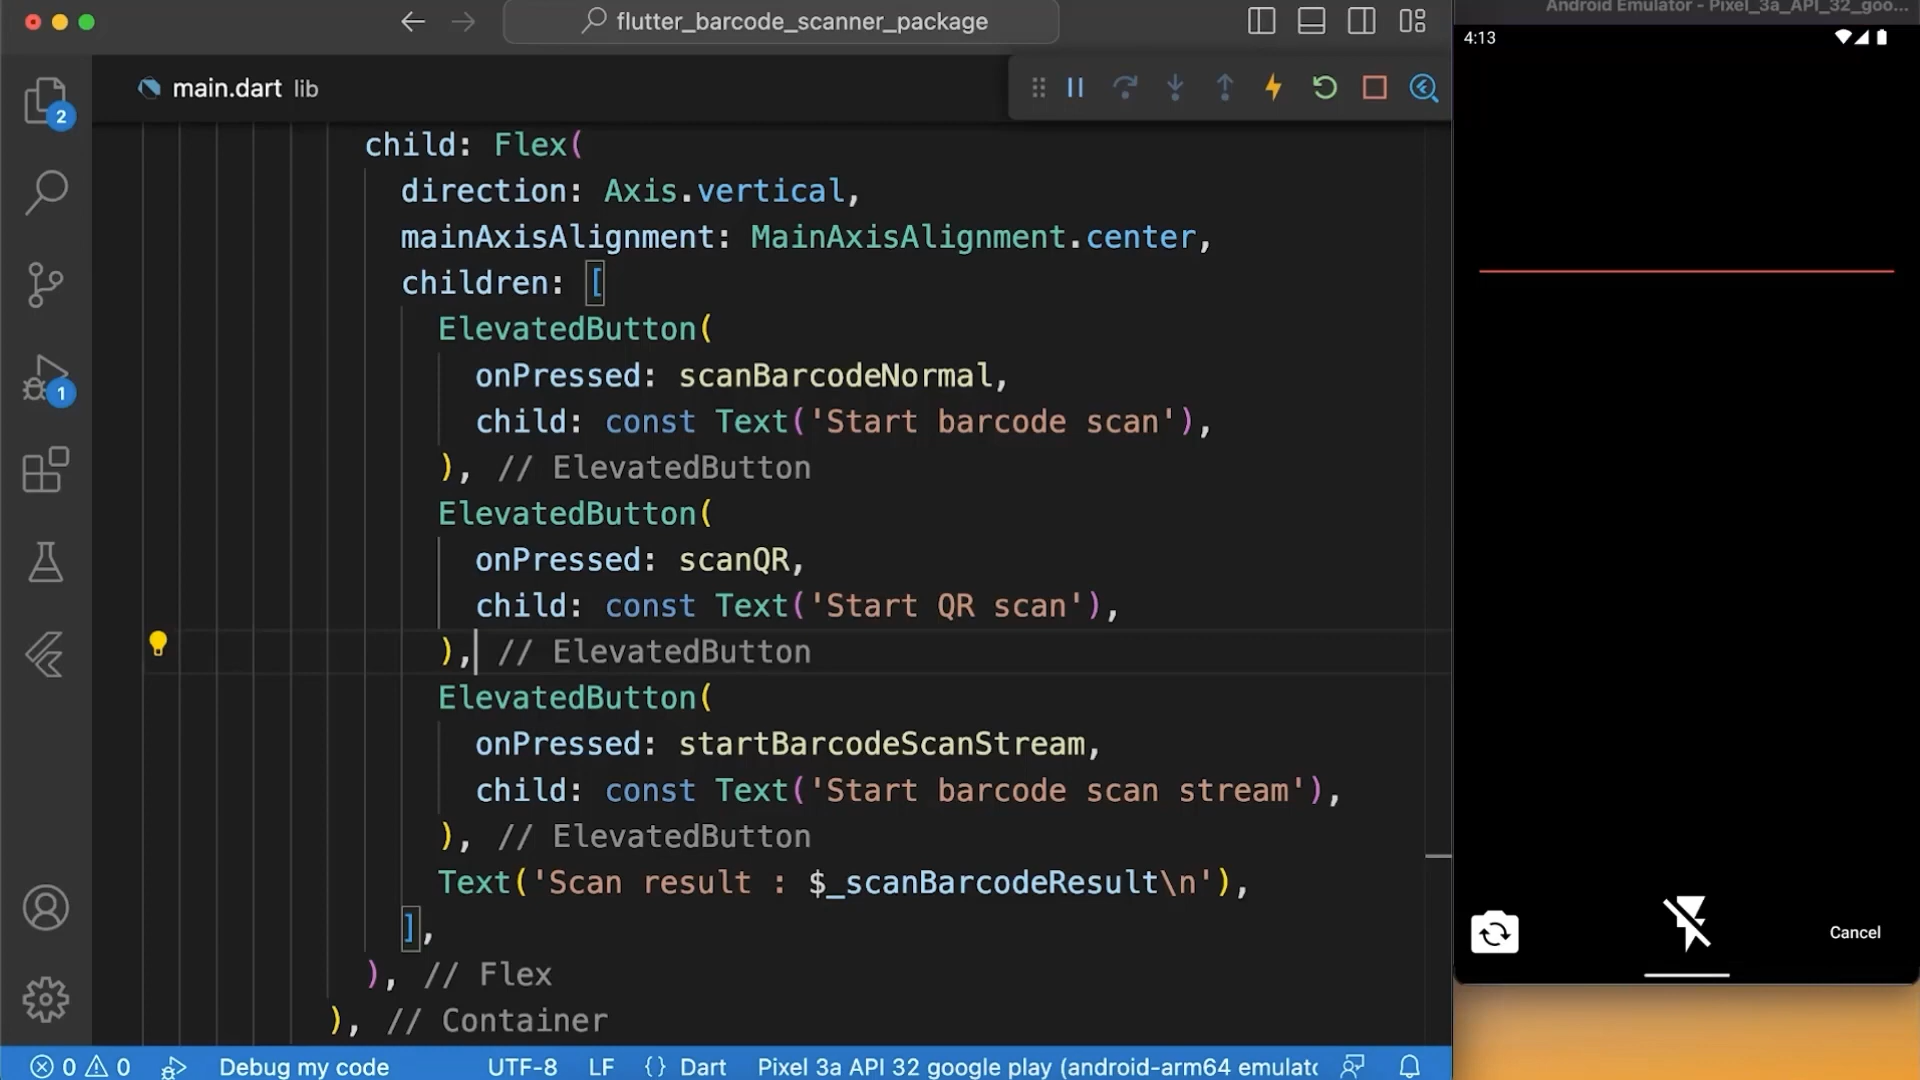 flutter_barcode_scanner_package
Android Emulator - Pixel_3a_API_32_goo...
4:13
main.dart lib
2
1
child: Flex(
direction: Axis.vertical,
mainAxisAlignment: MainAxisAlignment.center,
children: [
ElevatedButton(
onPressed: scanBarcodeNormal,
child: const Text('Start barcode scan'),
), // ElevatedButton
ElevatedButton(
onPressed: scanQR,
child: const Text('Start QR scan'),
), // ElevatedButton
ElevatedButton(
onPressed: startBarcodeScanStream,
child: const Text('Start barcode scan stream'),
), // ElevatedButton
Text('Scan result : $_scanBarcodeResult\n'),
],
), // Flex
), // Container
Cancel
0 0 Debug my code UTF-8 LF {} Dart Pixel 3a API 32 google play (android-arm64 emulato